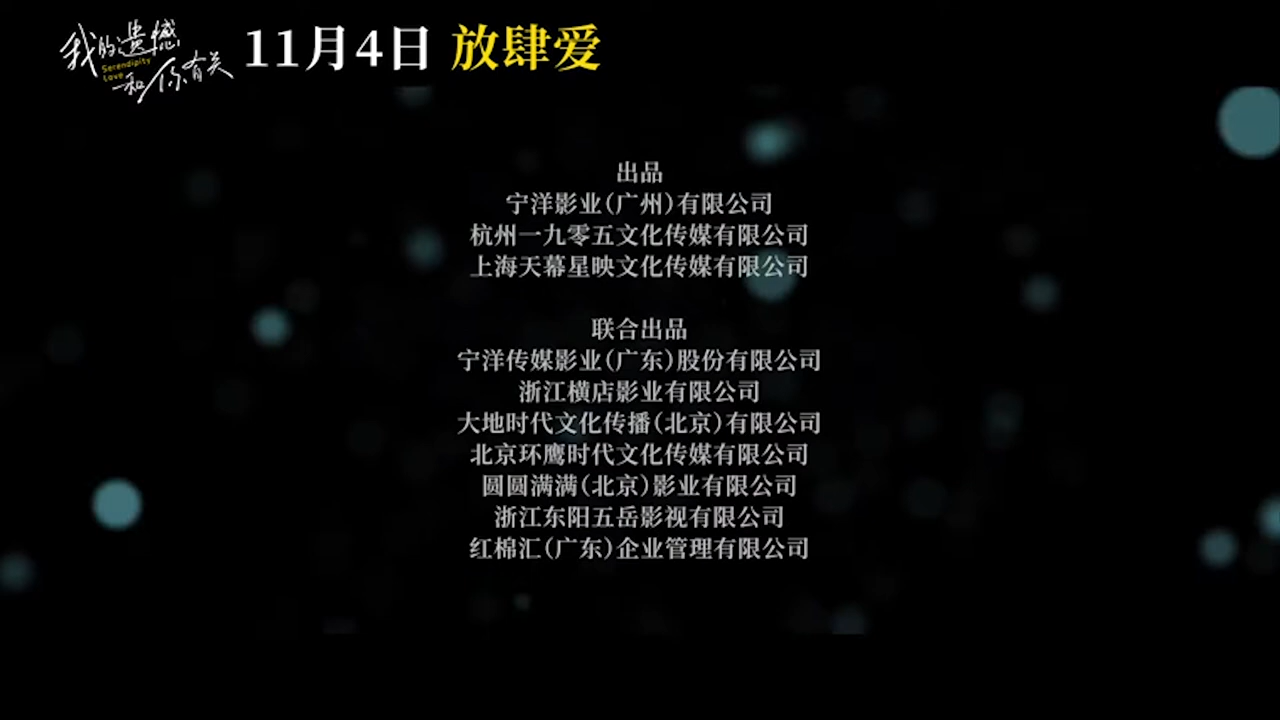 我的遗憾
Serendipity
Love
和你有关
11月4日 放肆爱
出品
宁洋影业(广州)有限公司
杭州一九零五文化传媒有限公司
上海天幕星映文化传媒有限公司
联合出品
宁洋传媒影业(广东)股份有限公司
浙江横店影业有限公司
大地时代文化传播(北京)有限公司
北京环鹰时代文化传媒有限公司
圆圆满满(北京)影业有限公司
浙江东阳五岳影视有限公司
红棉汇(广东)企业管理有限公司